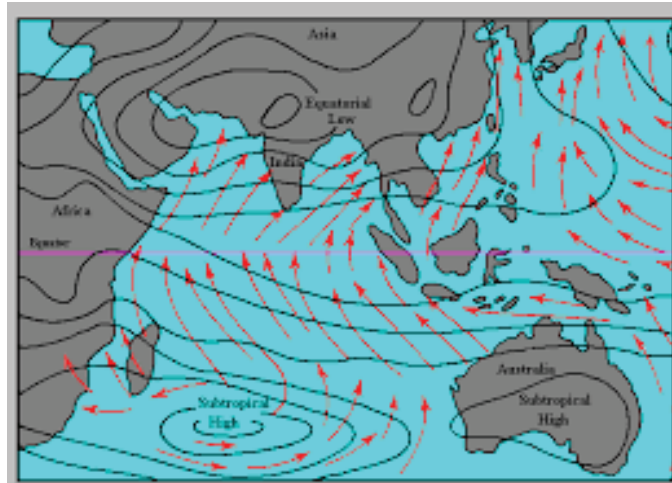 Asia
Equatorial
Low
India
Africa
Equator
Australia
Subtropical
High
Subtropical
High